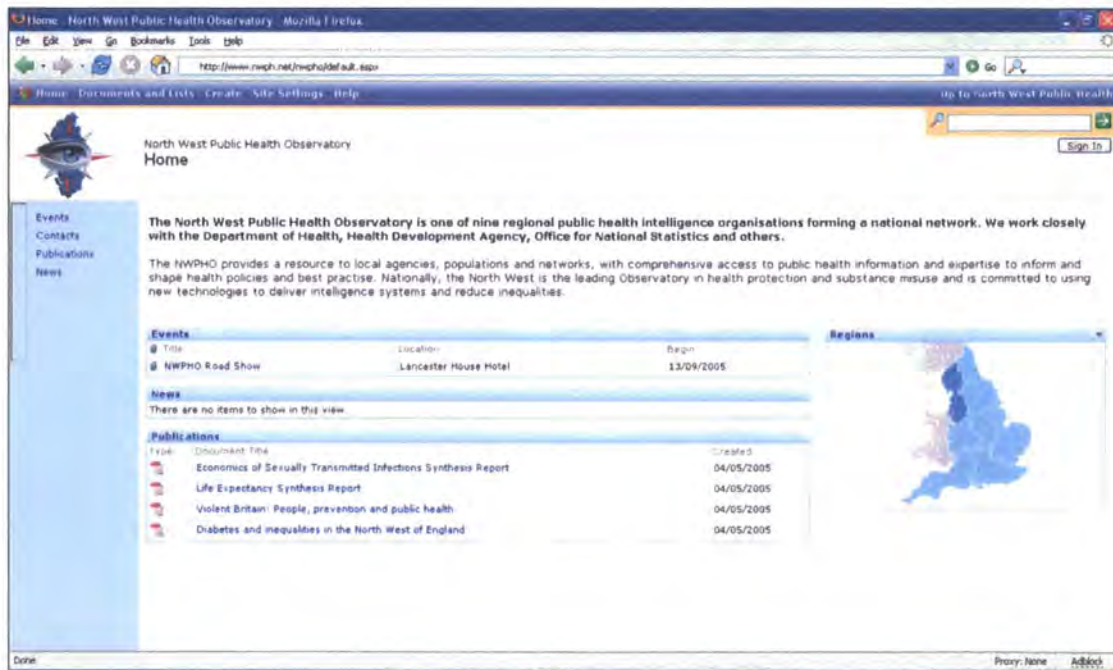 Home - North West Public Health Observatory - Mozilla Firefox
File Edit View Go Bookmarks Tools Help
http://www.nwph.net/nwpho/default.aspx
Go
Home Documents and Lists Create Site Settings Help
Up to North West Public Health
North West Public Health Observatory
Home
Sign In
Events
Contacts
Publications
News
The North West Public Health Observatory is one of nine regional public health intelligence organisations forming a national network. We work closely
with the Department of Health, Health Development Agency, Office for National Statistics and others.
The NWPHO provides a resource to local agencies, populations and networks, with comprehensive access to public health information and expertise to inform and
shape health policies and best practise. Nationally, the North West is the leading Observatory in health protection and substance misuse and is committed to using
new technologies to deliver intelligence systems and reduce inequalities.
Events
Title Location Begin
NWPHO Road Show Lancaster House Hotel 13/09/2005
News
There are no items to show in this view.
Publications
Type Document Title Created
Economics of Sexually Transmitted Infections Synthesis Report 04/05/2005
Life Expectancy Synthesis Report 04/05/2005
Violent Britain: People, prevention and public health 04/05/2005
Diabetes and inequalities in the North West of England 04/05/2005
Regions
Done
Proxy: None Adblock